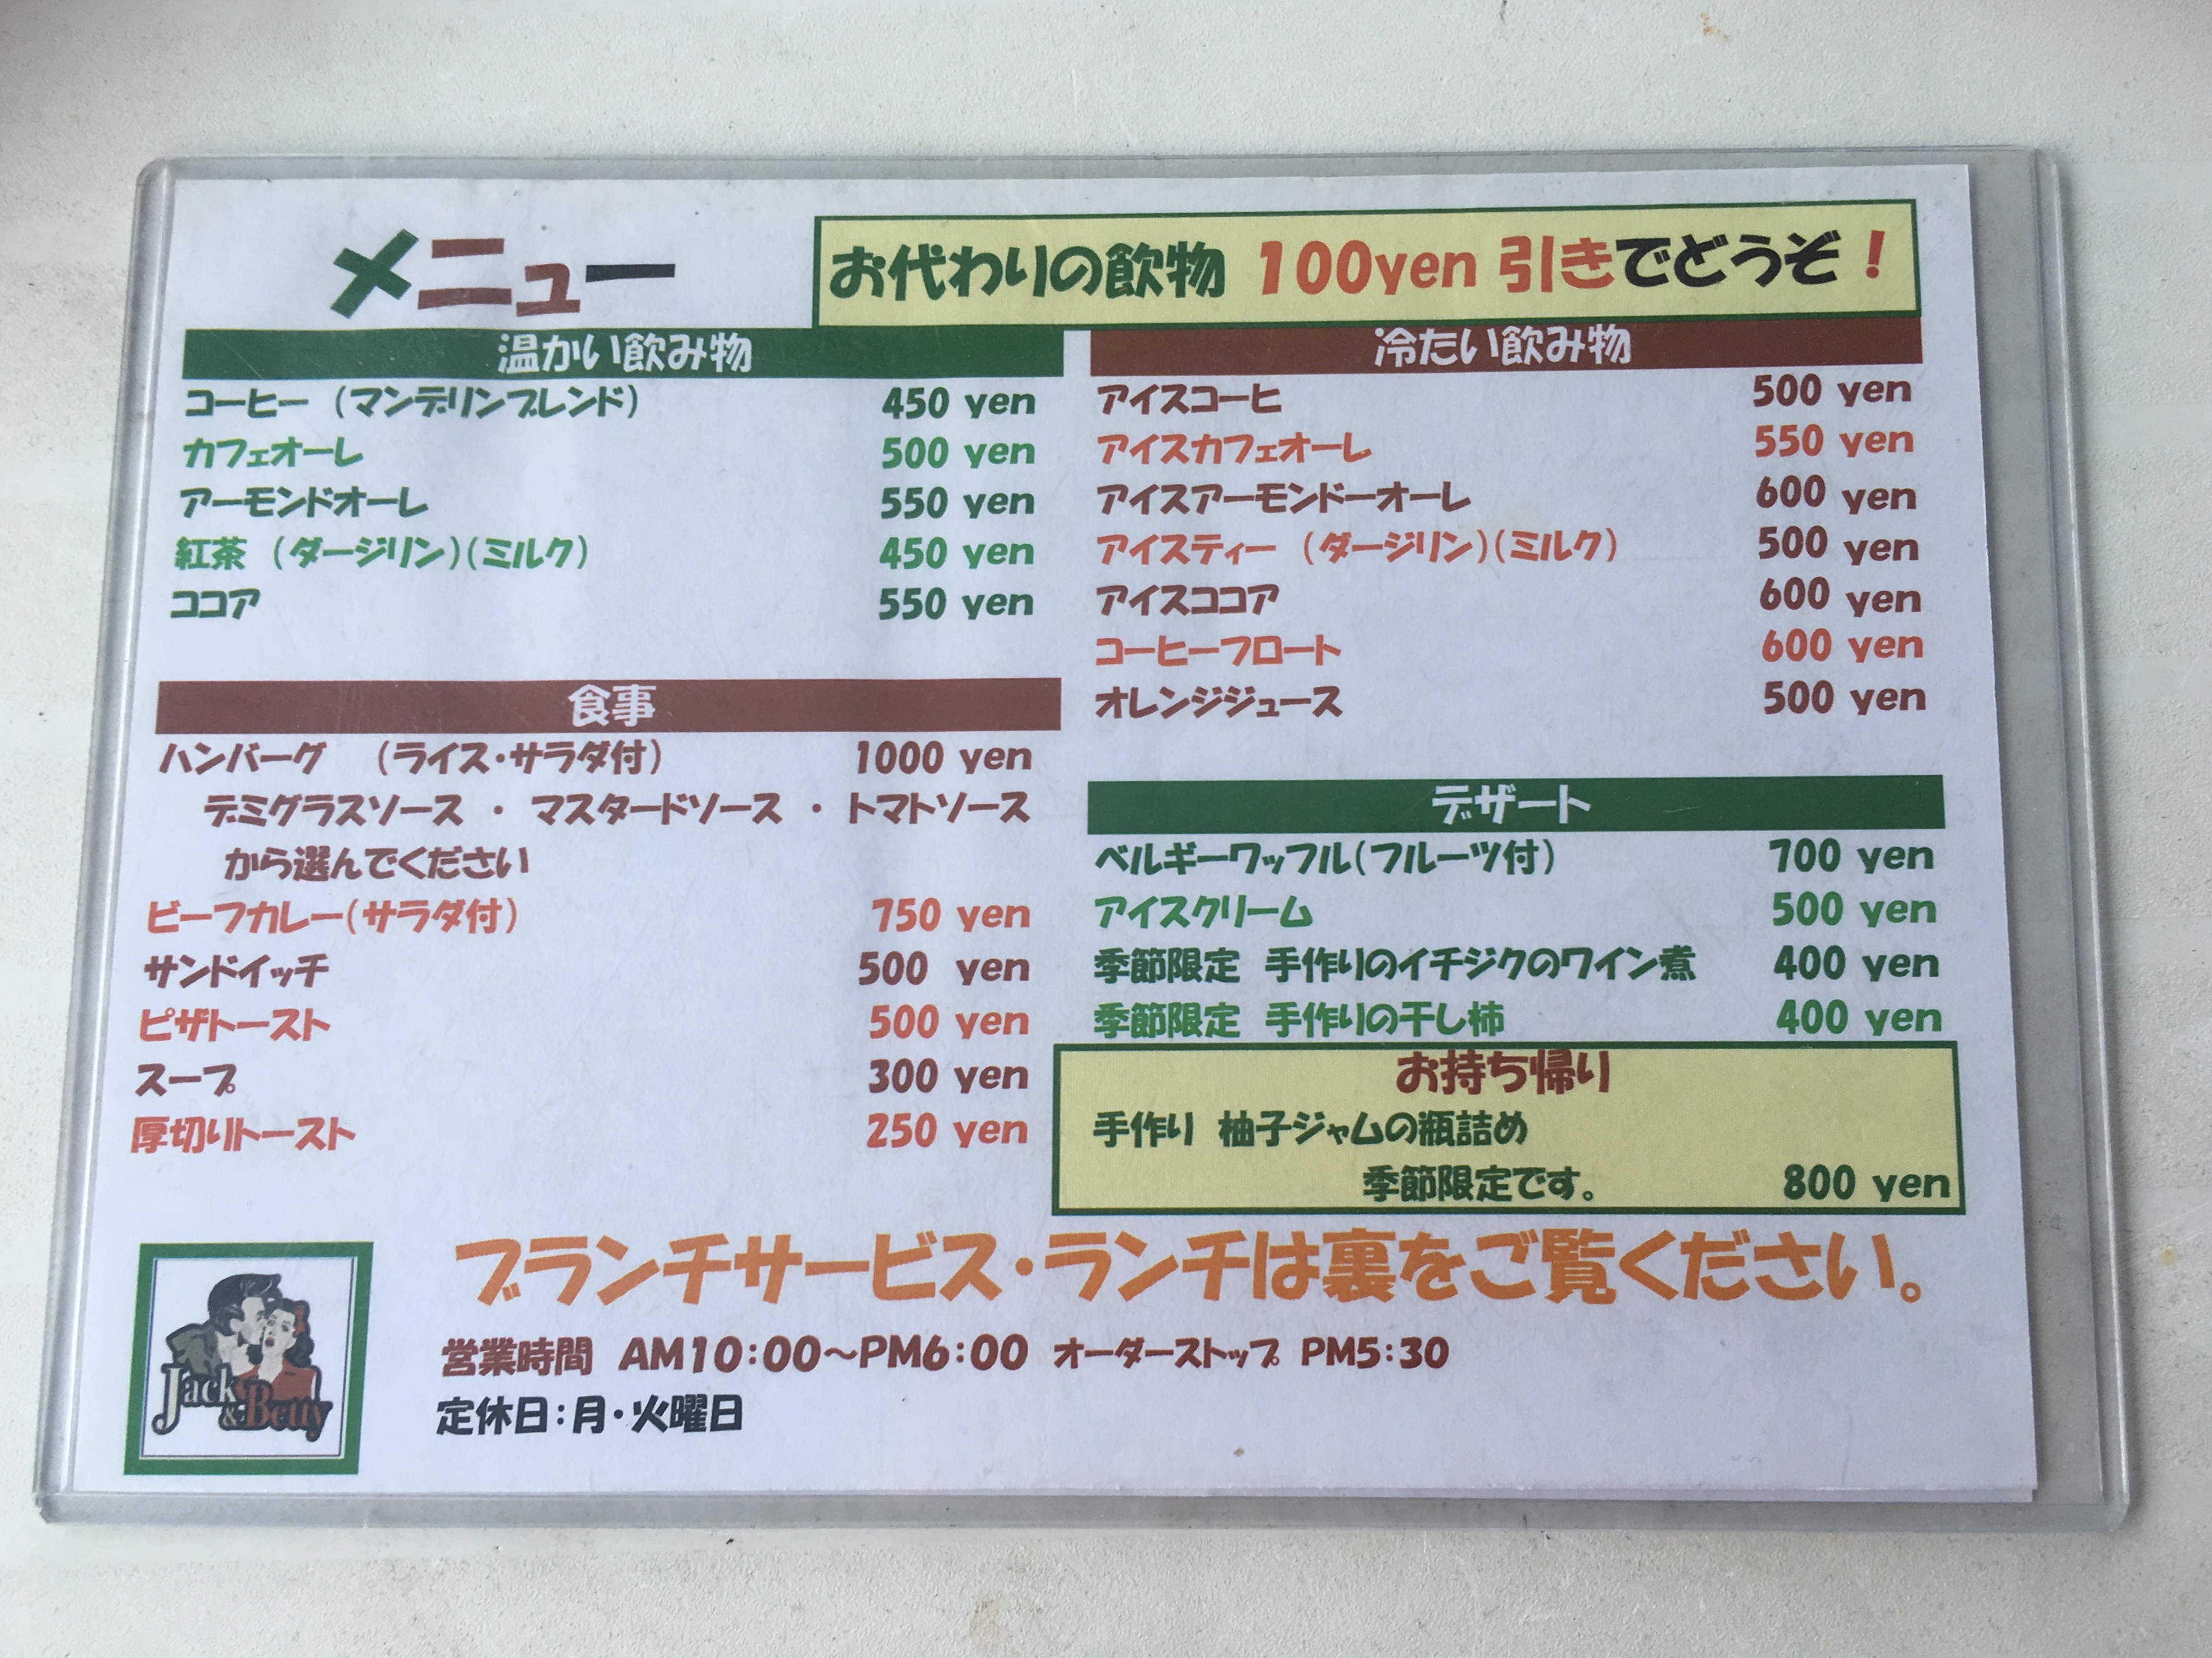 メニュー
お代わりの飲物 100yen 引きでどうぞ！
温かい飲み物
コーヒー （マンデリンブレンド） 450 yen
カフェオーレ 500 yen
アーモンドオーレ 550 yen
紅茶 （ダージリン）（ミルク） 450 yen
ココア 550 yen
食事
ハンバーグ （ライス・サラダ付） 1000 yen
デミグラスソース ・ マスタードソース ・ トマトソース
から選んでください
ビーフカレー（サラダ付） 750 yen
サンドイッチ 500 yen
ピザトースト 500 yen
スープ 300 yen
厚切りトースト 250 yen
冷たい飲み物
アイスコーヒ 500 yen
アイスカフェオーレ 550 yen
アイスアーモンドーオーレ 600 yen
アイスティー （ダージリン）（ミルク） 500 yen
アイスココア 600 yen
コーヒーフロート 600 yen
オレンジジュース 500 yen
デザート
ベルギーワッフル（フルーツ付） 700 yen
アイスクリーム 500 yen
季節限定 手作りのイチジクのワイン煮 400 yen
季節限定 手作りの干し柿 400 yen
お持ち帰り
手作り 柚子ジャムの瓶詰め
季節限定です。 800 yen
ブランチサービス・ランチは裏をご覧ください。
営業時間 AM10：00～PM6：00 オーダーストップ PM5：30
定休日：月・火曜日
Jack
&Betty